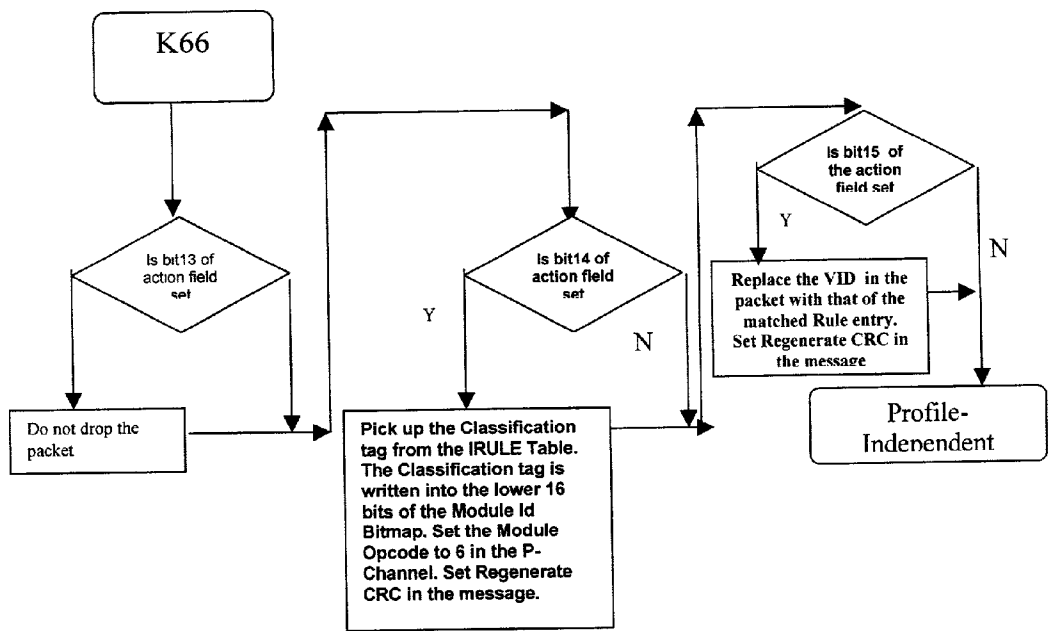 K66
Is bit13 of
action field
set
Do not drop the
packet
Is bit14 of
action field
set
Y
N
Pick up the Classification
tag from the IRULE Table.
The Classification tag is
written into the lower 16
bits of the Module Id
Bitmap. Set the Module
Opcode to 6 in the P-
Channel. Set Regenerate
CRC in the message.
Is bit15 of
the action
field set
Y
N
Replace the VID in the
packet with that of the
matched Rule entry.
Set Regenerate CRC in
the message
Profile-
Independent